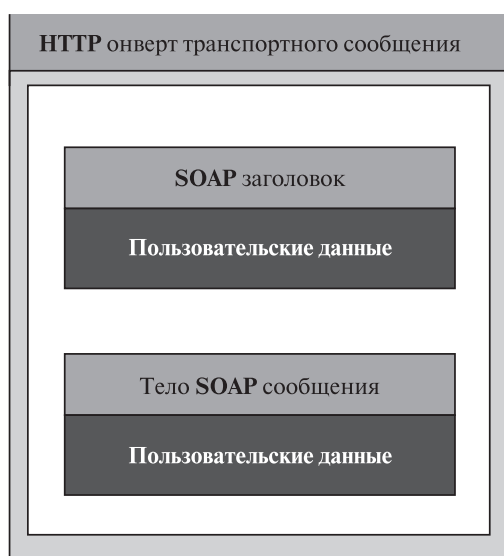 HTTP онверт транспортного сообщения
SOAP заголовок
Пользовательские данные
Тело SOAP сообщения
Пользовательские данные